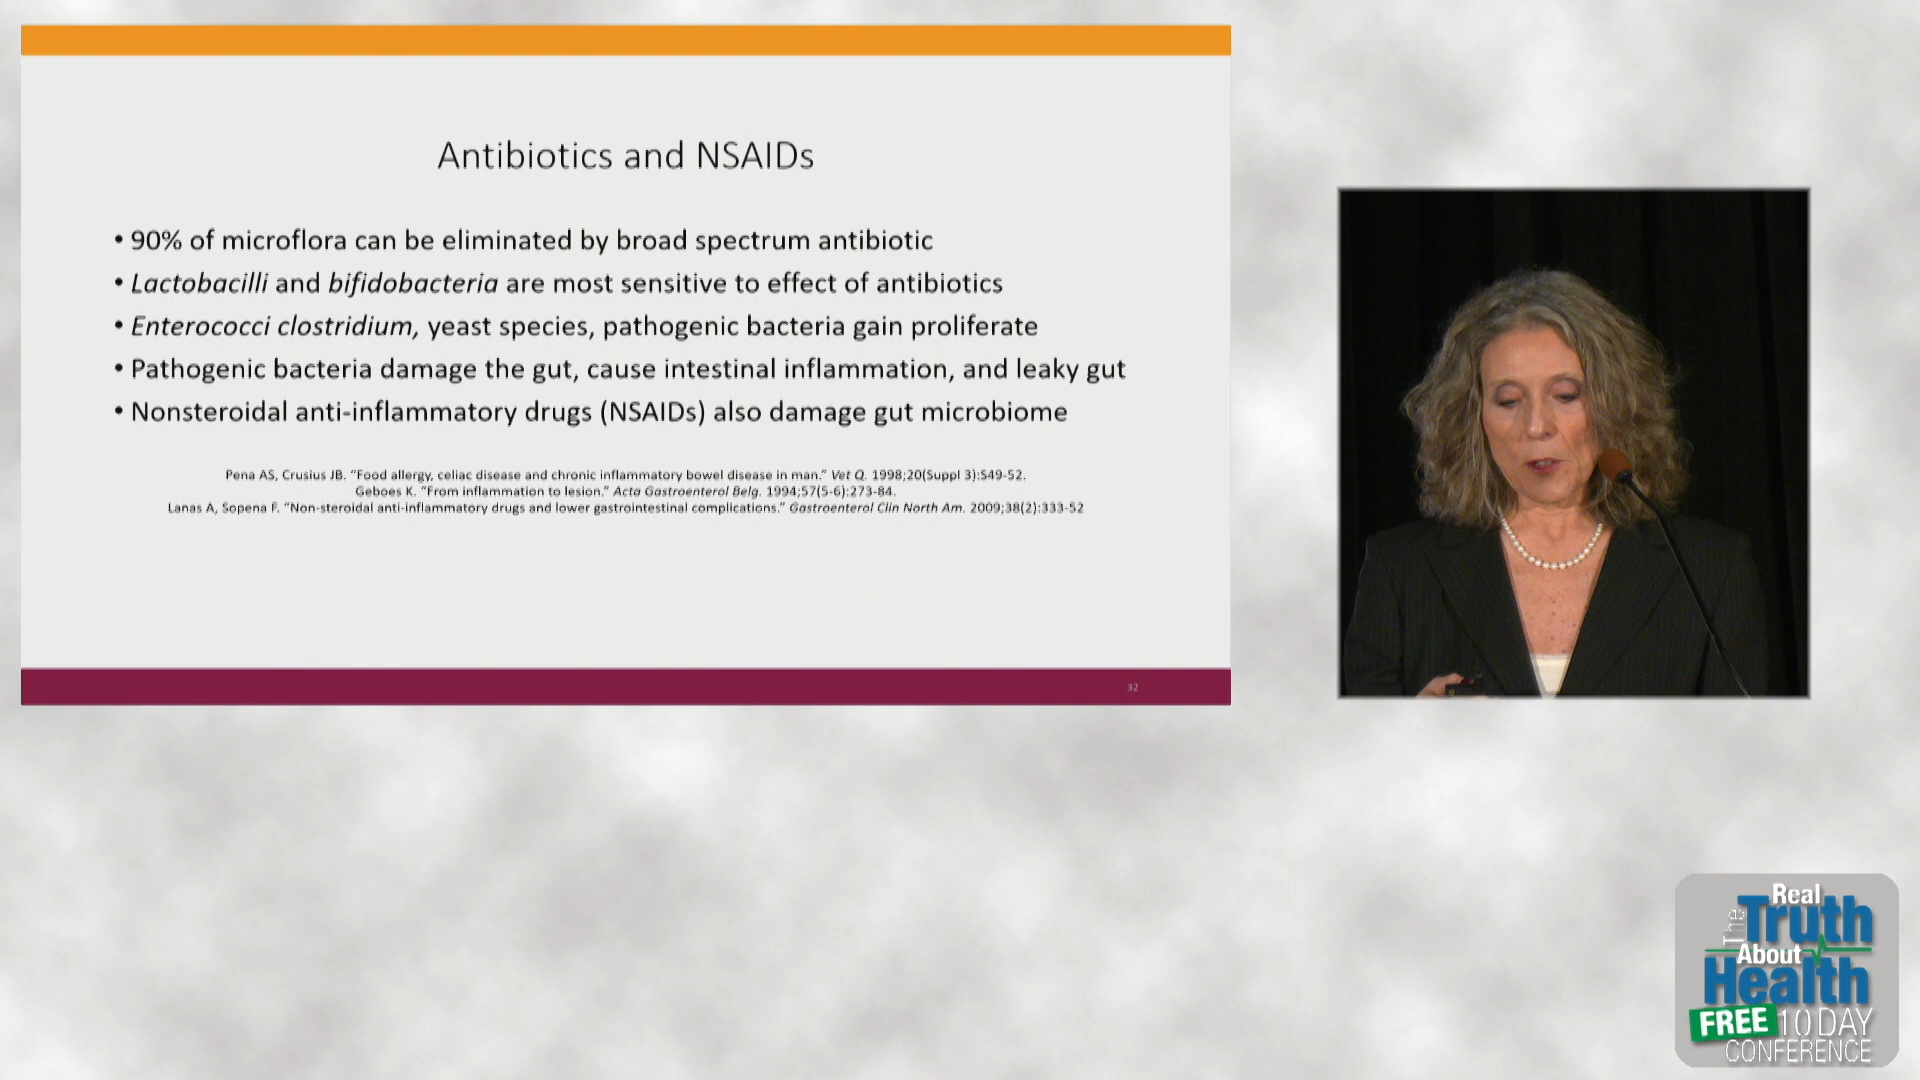 Antibiotics and NSAIDs
• 90% of microflora can be eliminated by broad spectrum antibiotic
• Lactobacilli and bifidobacteria are most sensitive to effect of antibiotics
• Enterococci clostridium, yeast species, pathogenic bacteria gain proliferate
• Pathogenic bacteria damage the gut, cause intestinal inflammation, and leaky gut
• Nonsteroidal anti-inflammatory drugs (NSAIDs) also damage gut microbiome
Pena AS, Crusius JB. “Food allergy, celiac disease and chronic inflammatory bowel disease in man.” Vet Q. 1998;20(Suppl 3):S49-52.
Geboes K. “From inflammation to lesion.” Acta Gastroenterol Belg. 1994;57(5-6):273-84.
Lanas A, Sopena F. “Non-steroidal anti-inflammatory drugs and lower gastrointestinal complications.” Gastroenterol Clin North Am. 2009;38(2):333-52
32
The Real
Truth
About
Health
FREE 10 DAY
CONFERENCE